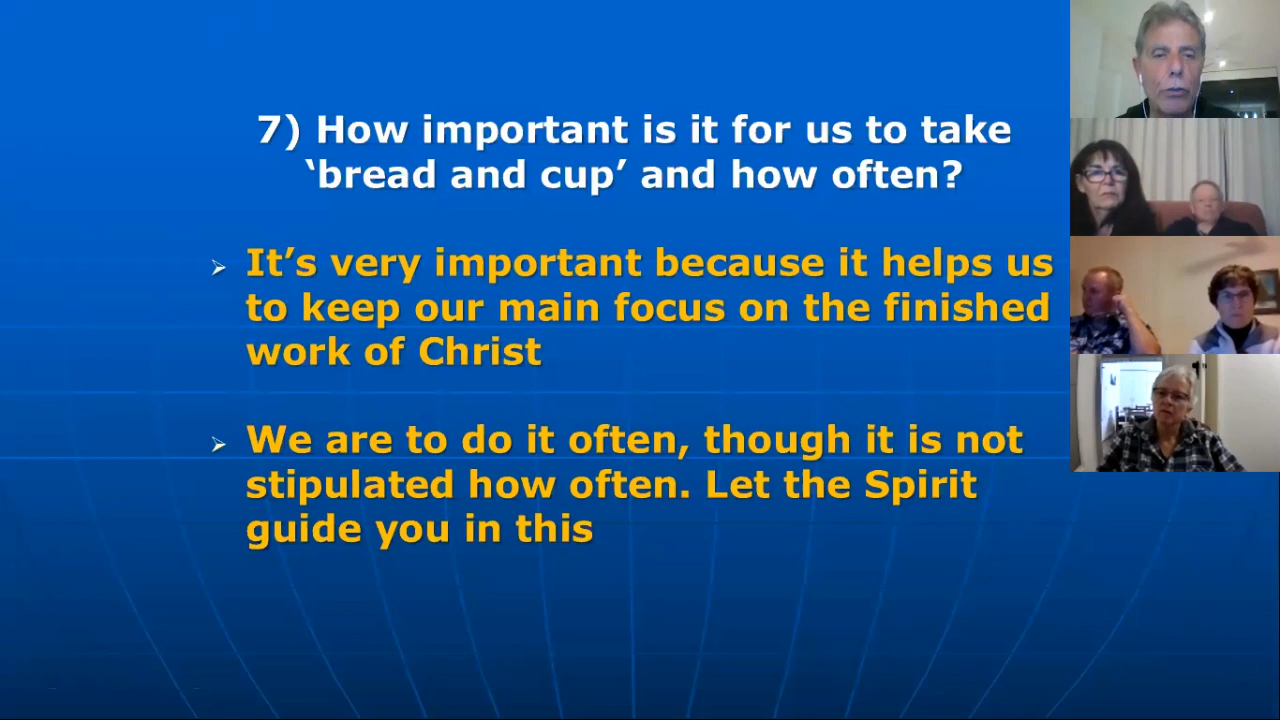 7) How important is it for us to take
‘bread and cup’ and how often?
It’s very important because it helps us
to keep our main focus on the finished
work of Christ
We are to do it often, though it is not
stipulated how often. Let the Spirit
guide you in this